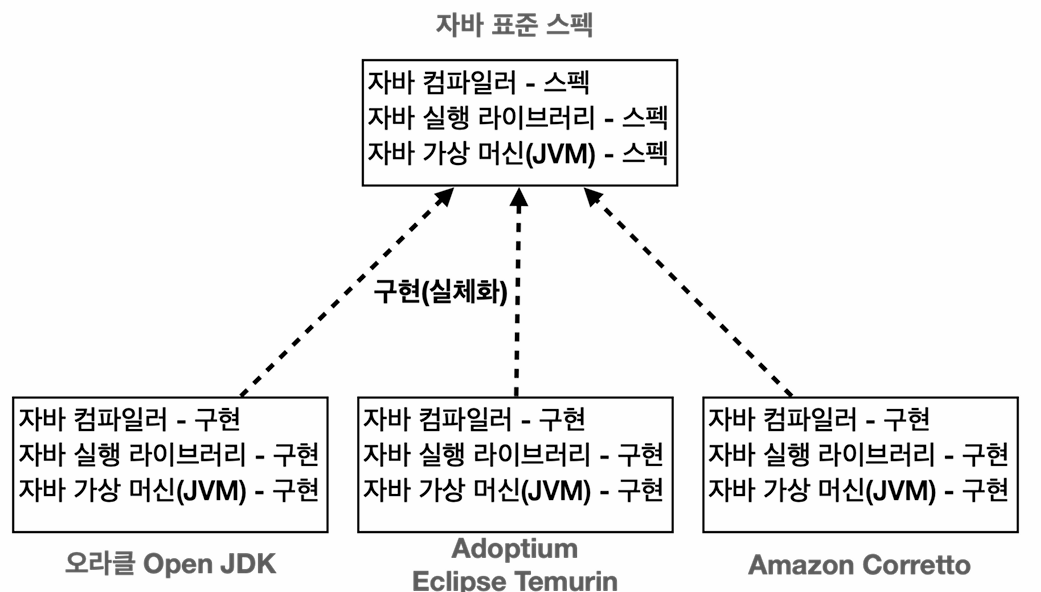 자바 표준 스펙
자바 컴파일러 - 스펙
자바 실행 라이브러리 - 스펙
자바 가상 머신(JVM) - 스펙
구현(실체화)
자바 컴파일러 - 구현
자바 실행 라이브러리 - 구현
자바 가상 머신(JVM) - 구현
오라클 Open JDK
자바 컴파일러 - 구현
자바 실행 라이브러리 - 구현
자바 가상 머신(JVM) - 구현
Adoptium
Eclipse Temurin
자바 컴파일러 - 구현
자바 실행 라이브러리 - 구현
자바 가상 머신(JVM) - 구현
Amazon Corretto